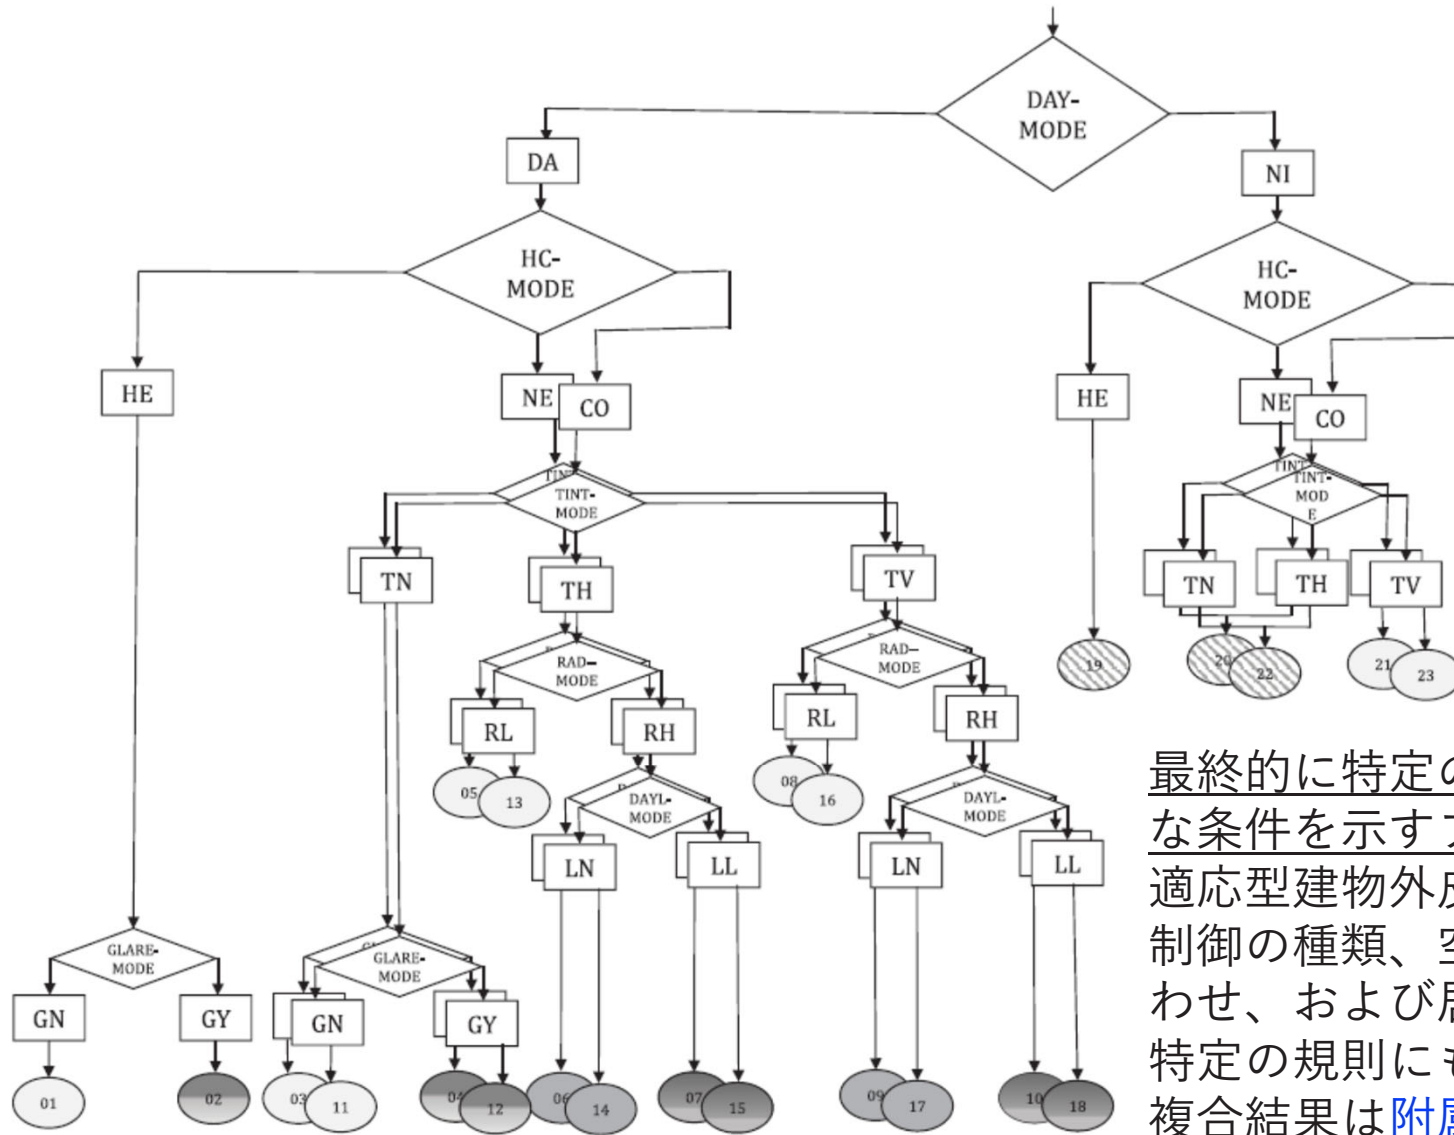 DAY-
MODE
DA
NI
HC-
MODE
HC-
MODE
HE
NE
CO
HE
NE
CO
TINT-
MODE
TINT-
MOD
E
TN
TH
TV
TN
TH
TV
RAD-
MODE
RAD-
MODE
19
20
22
21
23
RL
RH
RL
RH
05
13
08
16
DAYL-
MODE
DAYL-
MODE
LN
LL
LN
LL
GLARE-
MODE
GLARE-
MODE
GN
GY
GN
GY
01
02
03
11
04
12
06
14
07
15
09
17
10
18
最終的に特定の
な条件を示す
適応型建物外
制御の種類、
わせ、および
特定の規則に
複合結果は附属